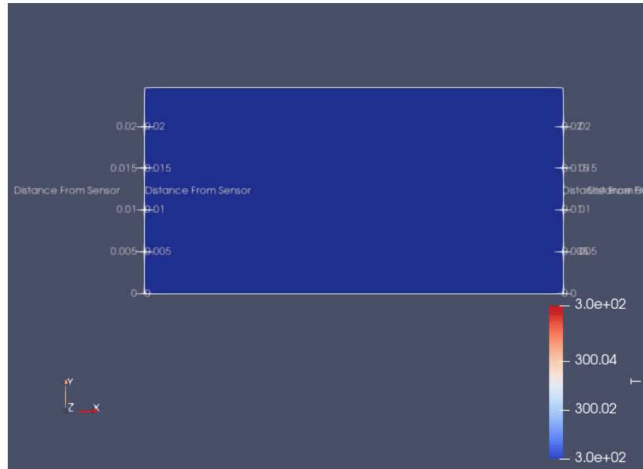 0.02 0.02
0.015 0.015
Distance From Sensor Distance From Sensor
0.01 0.01
0.005 0.005
0 0
3.0e+02
300.04
T
300.02
3.0e+02
Y
Z X